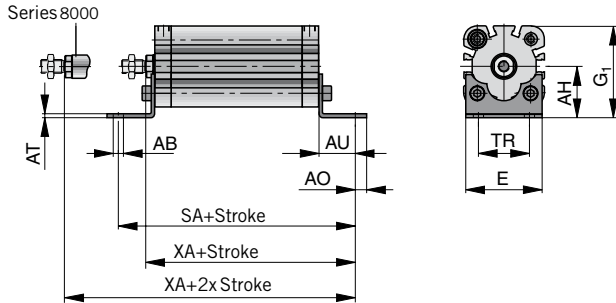 Series 8000
AT
AB
AU
AO
SA+Stroke
XA+Stroke
XA+2x Stroke
G1
AH
TR
E